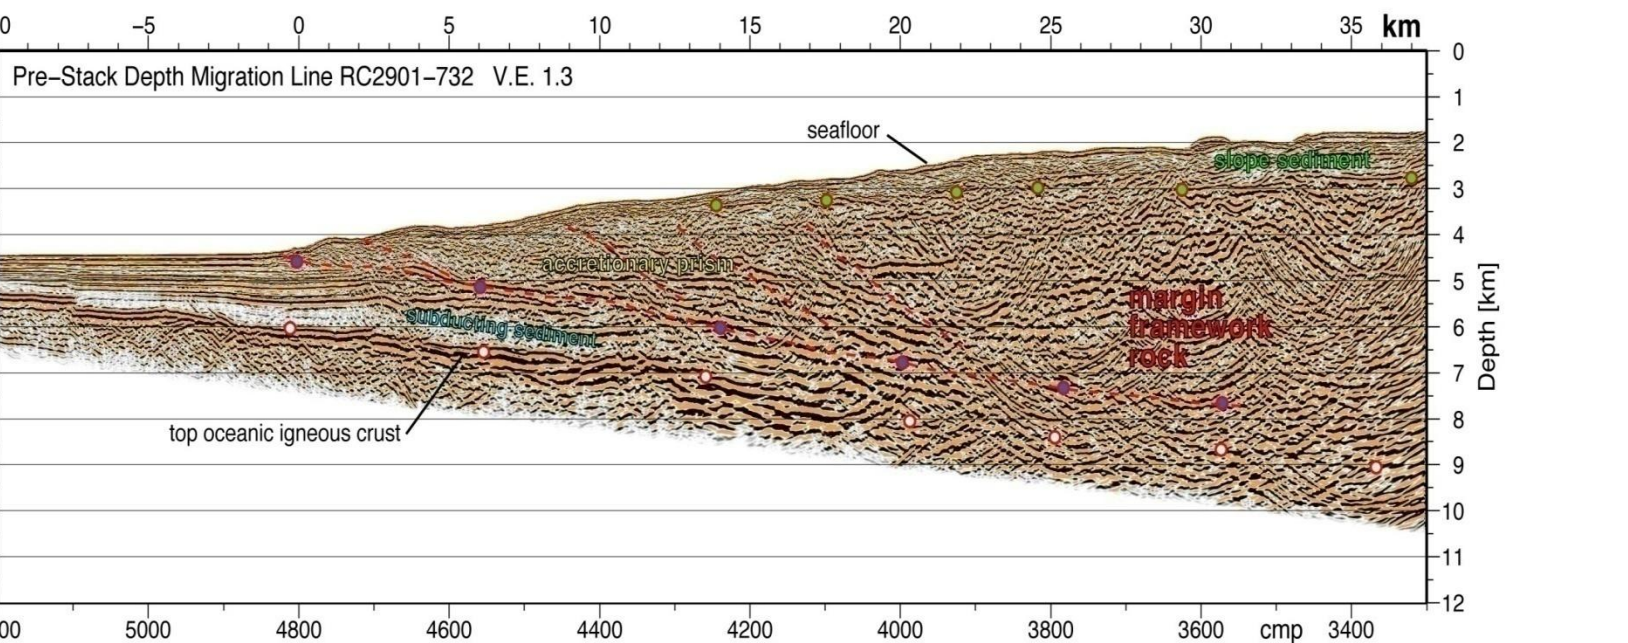 0 −5 0 5 10 15 20 25 30 35 km
0
Pre−Stack Depth Migration Line RC2901−732 V.E. 1.3
1
seafloor
2
slope sediment
3
4
accretionary prism
5
margin
framework
rock
subducting sediment
6
Depth [km]
7
8
top oceanic igneous crust
9
10
11
12
00 5000 4800 4600 4400 4200 4000 3800 3600 cmp 3400